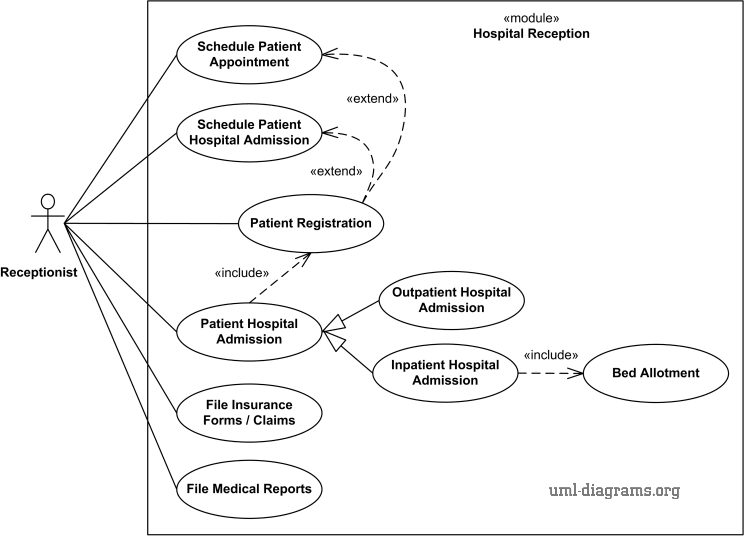 «module»
Hospital Reception
Schedule Patient
Appointment
«extend»
Schedule Patient
Hospital Admission
«extend»
Patient Registration
Receptionist
«include»
Outpatient Hospital
Admission
Patient Hospital
Admission
Inpatient Hospital
Admission
«include»
Bed Allotment
File Insurance
Forms / Claims
File Medical Reports
uml-diagrams.org